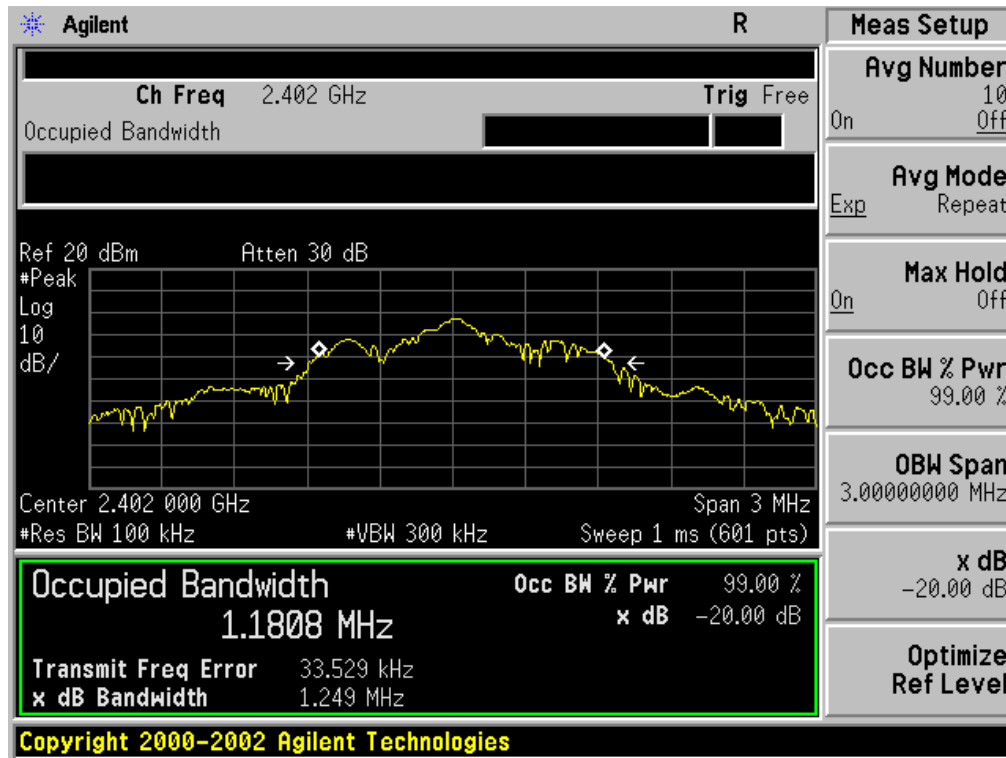 Agilent R Meas Setup
Avg Number
10
On Off
Ch Freq 2.402 GHz Trig Free
Occupied Bandwidth
Avg Mode
Exp Repeat
Max Hold
On Off
Occ BW % Pwr
99.00 %
OBW Span
3.00000000 MHz
x dB
-20.00 dB
Optimize
Ref Level
Ref 20 dBm Atten 30 dB
#Peak
Log
10
dB/
Center 2.402 000 GHz Span 3 MHz
#Res BW 100 kHz #VBW 300 kHz Sweep 1 ms (601 pts)
Occupied Bandwidth Occ BW % Pwr 99.00 %
1.1808 MHz x dB -20.00 dB
Transmit Freq Error 33.529 kHz
x dB Bandwidth 1.249 MHz
Copyright 2000-2002 Agilent Technologies